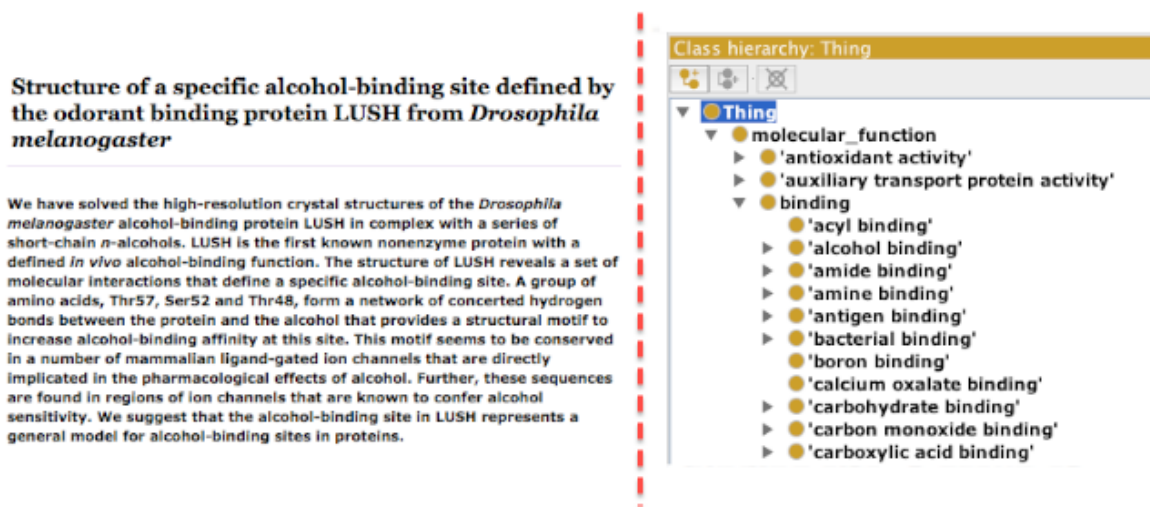 Structure of a specific alcohol-binding site defined by
the odorant binding protein LUSH from Drosophila
melanogaster
We have solved the high-resolution crystal structures of the Drosophila
melanogaster alcohol-binding protein LUSH in complex with a series of
short-chain n-alcohols. LUSH is the first known nonenzyme protein with a
defined in vivo alcohol-binding function. The structure of LUSH reveals a set of
molecular interactions that define a specific alcohol-binding site. A group of
amino acids, Thr57, Ser52 and Thr48, form a network of concerted hydrogen
bonds between the protein and the alcohol that provides a structural motif to
increase alcohol-binding affinity at this site. This motif seems to be conserved
in a number of mammalian ligand-gated ion channels that are directly
implicated in the pharmacological effects of alcohol. Further, these sequences
are found in regions of ion channels that are known to confer alcohol
sensitivity. We suggest that the alcohol-binding site in LUSH represents a
general model for alcohol-binding sites in proteins.
Class hierarchy: Thing
Thing
molecular_function
'antioxidant activity'
'auxiliary transport protein activity'
binding
'acyl binding'
'alcohol binding'
'amide binding'
'amine binding'
'antigen binding'
'bacterial binding'
'boron binding'
'calcium oxalate binding'
'carbohydrate binding'
'carbon monoxide binding'
'carboxylic acid binding'